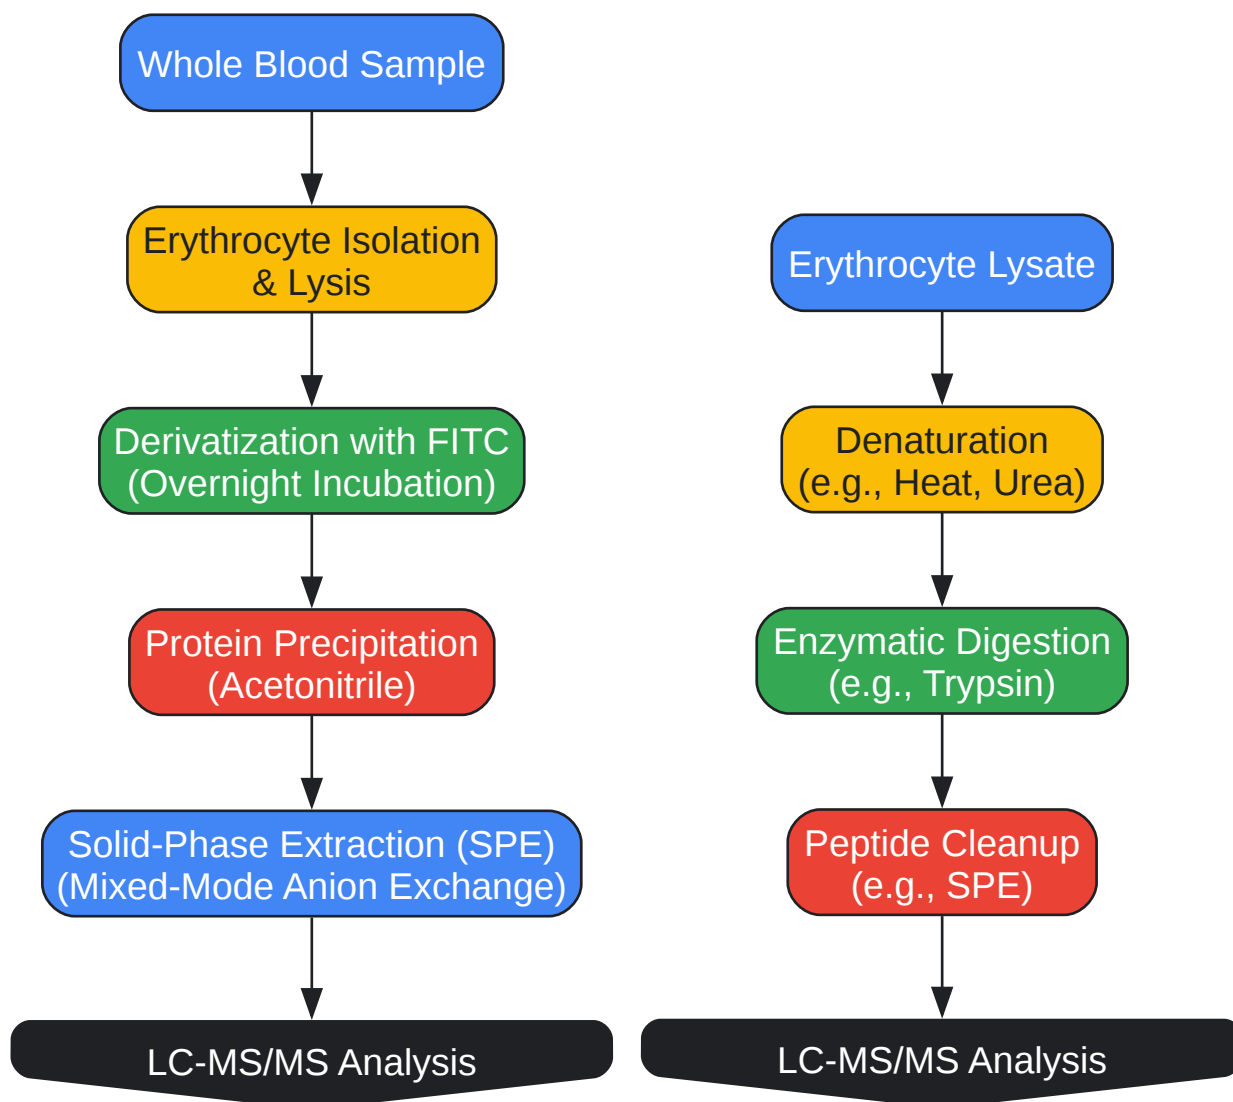 Whole Blood Sample
Erythrocyte Isolation
& Lysis
Derivatization with FITC
(Overnight Incubation)
Protein Precipitation
(Acetonitrile)
Solid-Phase Extraction (SPE)
(Mixed-Mode Anion Exchange)
LC-MS/MS Analysis
Erythrocyte Lysate
Denaturation
(e.g., Heat, Urea)
Enzymatic Digestion
(e.g., Trypsin)
Peptide Cleanup
(e.g., SPE)
LC-MS/MS Analysis